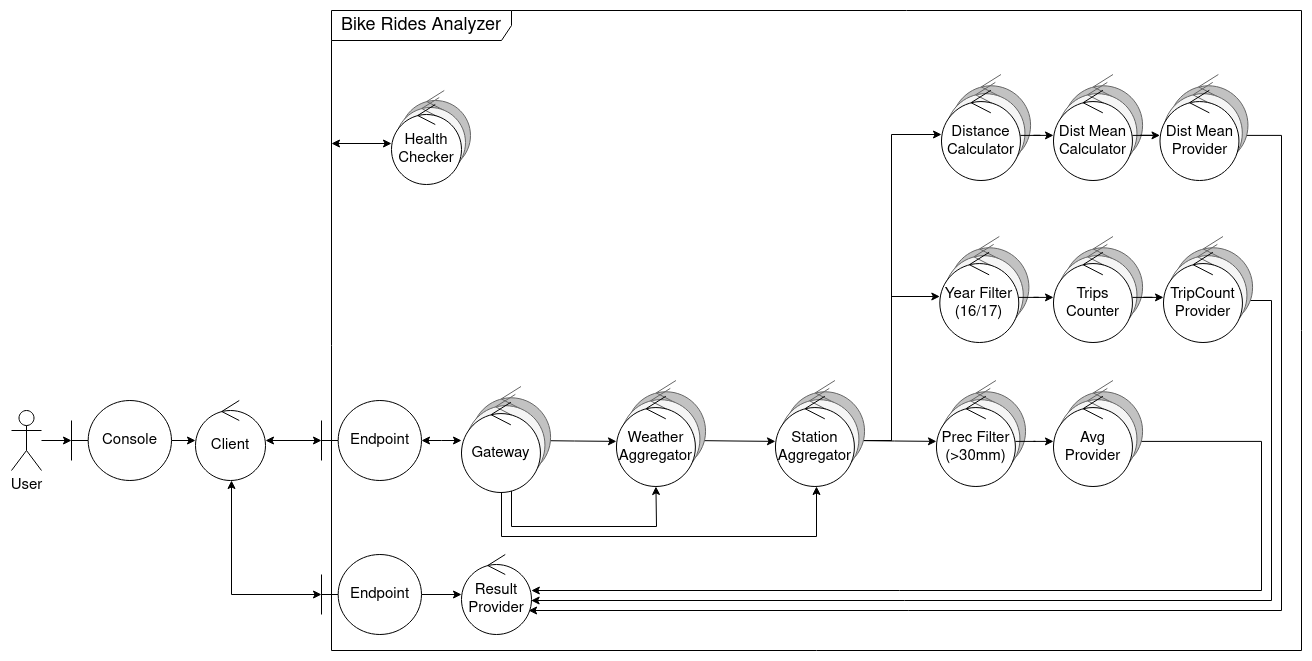 Bike Rides Analyzer
Health
Checker
Distance
Calculator
Dist Mean
Calculator
Dist Mean
Provider
Year Filter
(16/17)
Trips
Counter
TripCount
Provider
User
Console
Client
Endpoint
Gateway
Weather
Aggregator
Station
Aggregator
Prec Filter
(>30mm)
Avg
Provider
Endpoint
Result
Provider